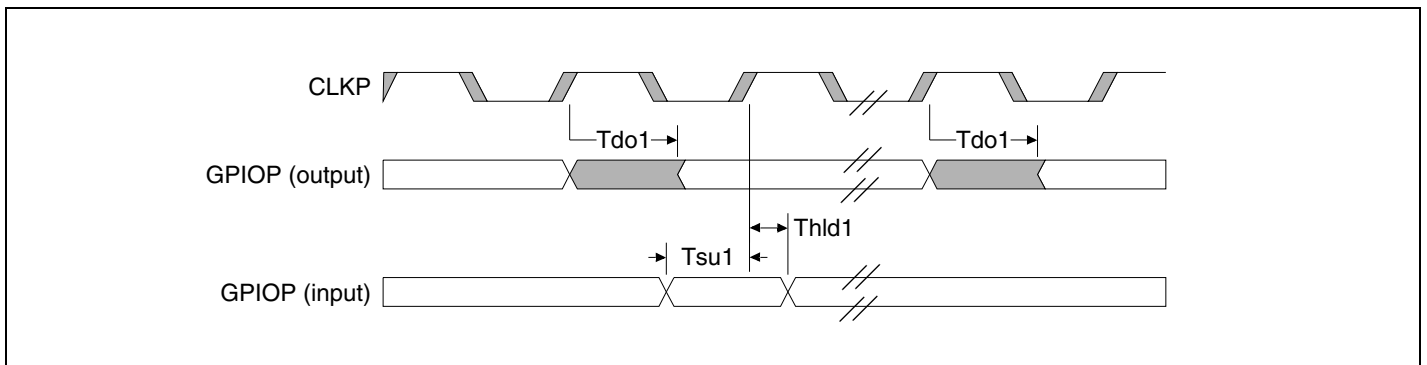 CLKP
Tdo1 Tdo1
GPIOP (output)
Thld1
Tsu1
GPIOP (input)